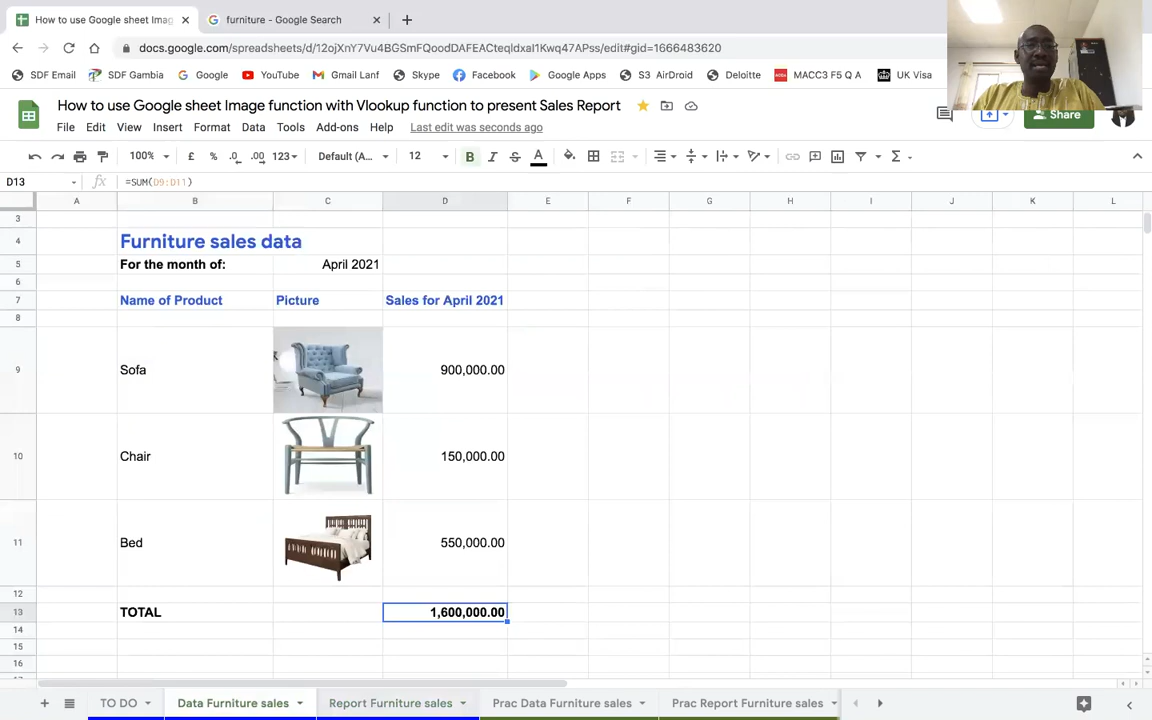 How to use Google sheet Imag
furniture - Google Search
docs.google.com/spreadsheets/d/12ojXnY7Vu4BGSmFQoodDAFEACteqldxaI1Kwq47APss/edit#gid=1666483620
SDF Email
SDF Gambia
Google
YouTube
Gmail Lanf
Skype
Facebook
Google Apps
S3 AirDroid
Deloitte
MACC3 F5 Q A
UK Visa
How to use Google sheet Image function with Vlookup function to present Sales Report
File Edit View Insert Format Data Tools Add-ons Help Last edit was seconds ago
Share
100% £ % .0 .00 123 Default (A... 12 B I A Σ
D13 fx =SUM(D9:D11)
A B C D E F G H I J K L
3
4 Furniture sales data
5 For the month of: April 2021
6
7 Name of Product Picture Sales for April 2021
8
9 Sofa 900,000.00
10 Chair 150,000.00
11 Bed 550,000.00
12
13 TOTAL 1,600,000.00
14
15
16
TO DO Data Furniture sales Report Furniture sales Prac Data Furniture sales Prac Report Furniture sales